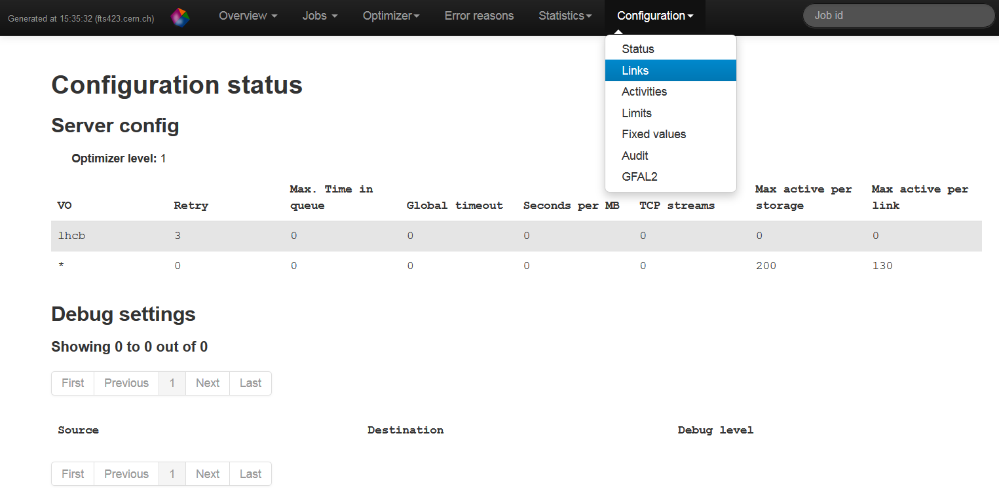 Generated at 15:35:32 (fts423.cern.ch) Overview Jobs Optimizer Error reasons Statistics Configuration Job id
Status
Links
Activities
Limits
Fixed values
Audit
GFAL2
Configuration status
Server config
Optimizer level: 1
VO Retry Max. Time in queue Global timeout Seconds per MB TCP streams Max active per storage Max active per link
lhcb 3 0 0 0 0 0 0
* 0 0 0 0 0 200 130
Debug settings
Showing 0 to 0 out of 0
First Previous 1 Next Last
Source Destination Debug level
First Previous 1 Next Last